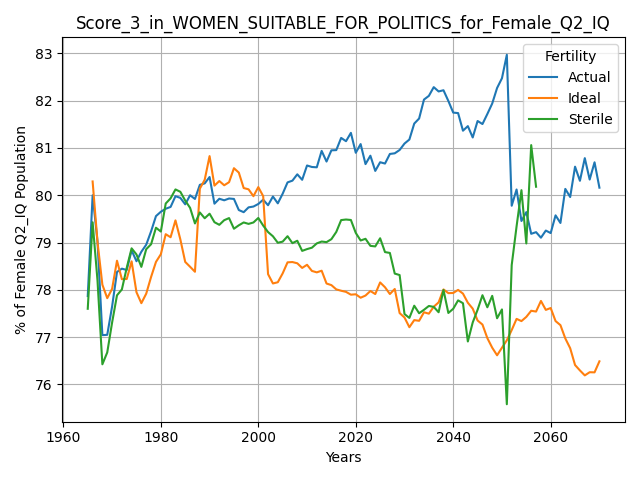 Score_3_in_WOMEN_SUITABLE_FOR_POLITICS_for_Female_Q2_IQ
Fertility
Actual
Ideal
Sterile
83
82
81
80
79
78
77
76
% of Female Q2_IQ Population
1960
1980
2000
2020
2040
2060
Years